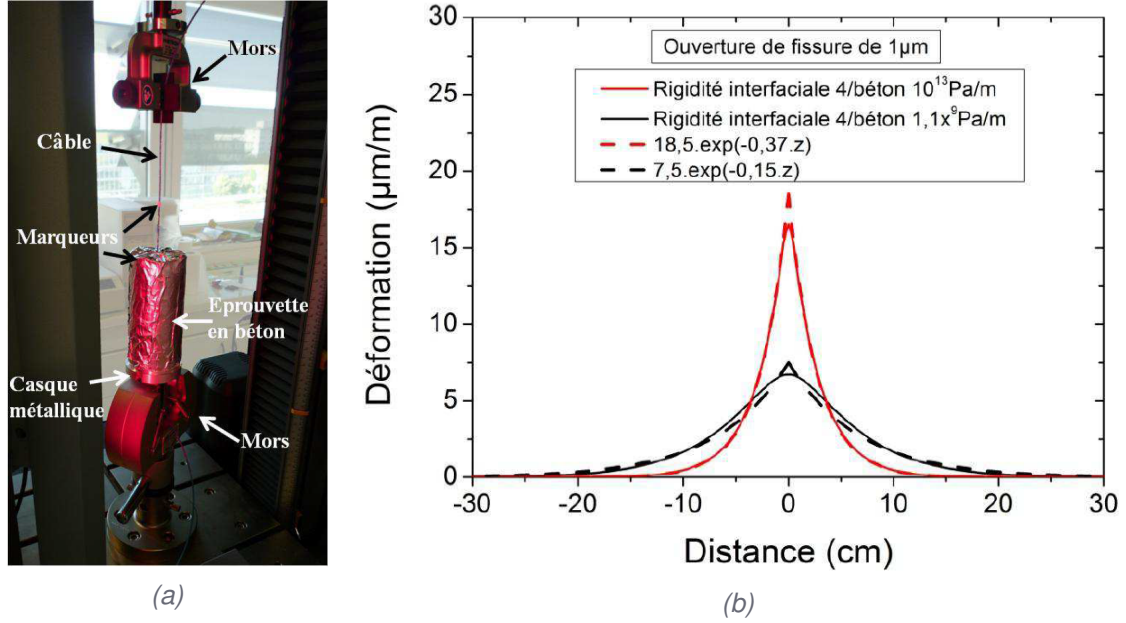 Mors
Câble
Marqueurs
Eprouvette
en béton
Casque
métallique
Mors
(a)
Ouverture de fissure de 1µm
Rigidité interfaciale 4/béton 10¹³Pa/m
Rigidité interfaciale 4/béton 1,1x⁹Pa/m
18,5.exp(-0,37.z)
7,5.exp(-0,15.z)
Déformation (µm/m)
30
25
20
15
10
5
0
-30
-20
-10
0
10
20
30
Distance (cm)
(b)